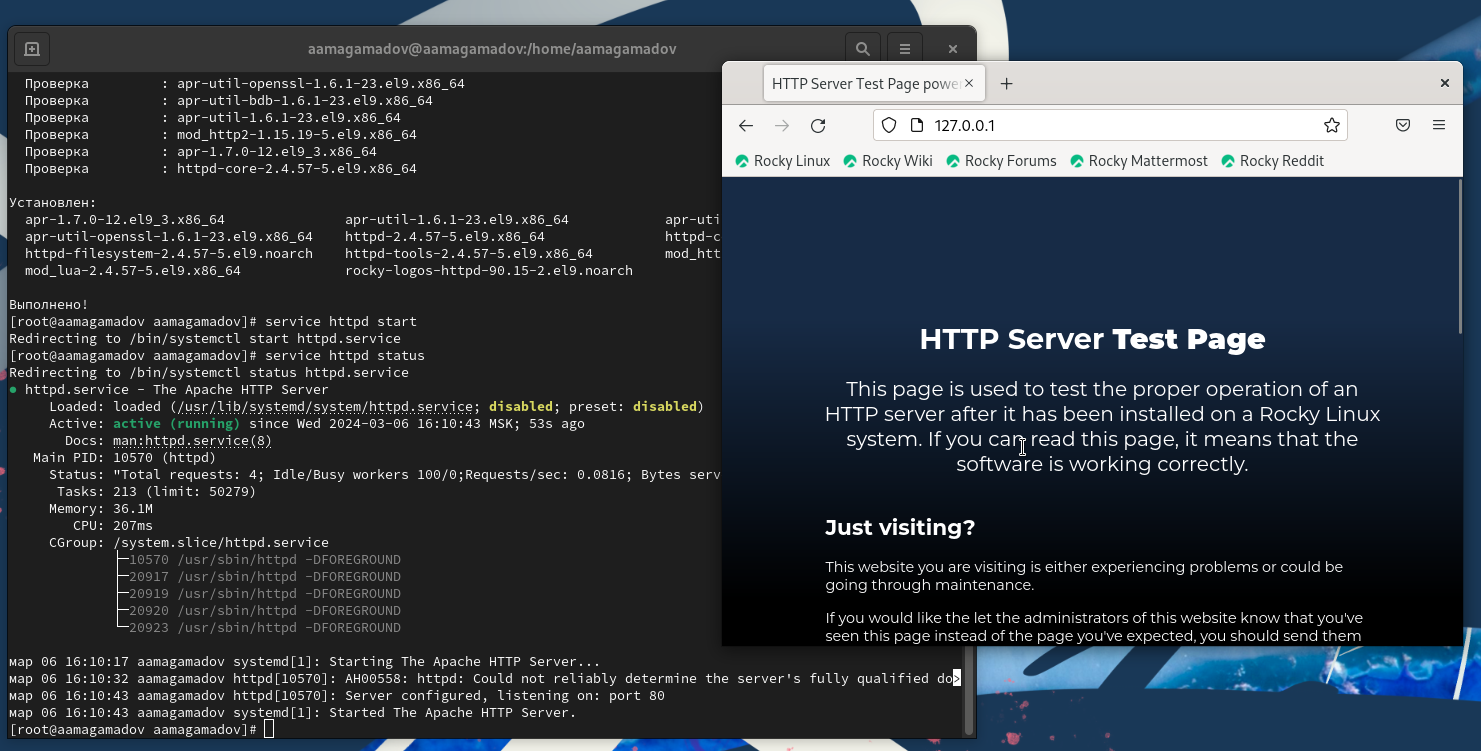 aamagamadov@aamagamadov:/home/aamagamadov
Проверка : apr-util-openssl-1.6.1-23.el9.x86_64
Проверка : apr-util-bdb-1.6.1-23.el9.x86_64
Проверка : apr-util-1.6.1-23.el9.x86_64
Проверка : mod_http2-1.15.19-5.el9.x86_64
Проверка : apr-1.7.0-12.el9_3.x86_64
Проверка : httpd-core-2.4.57-5.el9.x86_64
Установлен:
apr-1.7.0-12.el9_3.x86_64 apr-util-1.6.1-23.el9.x86_64 apr-uti
apr-util-openssl-1.6.1-23.el9.x86_64 httpd-2.4.57-5.el9.x86_64 httpd-c
httpd-filesystem-2.4.57-5.el9.noarch httpd-tools-2.4.57-5.el9.x86_64 mod_htt
mod_lua-2.4.57-5.el9.x86_64 rocky-logos-httpd-90.15-2.el9.noarch
Выполнено!
[root@aamagamadov aamagamadov]# service httpd start
Redirecting to /bin/systemctl start httpd.service
[root@aamagamadov aamagamadov]# service httpd status
Redirecting to /bin/systemctl status httpd.service
● httpd.service - The Apache HTTP Server
Loaded: loaded (/usr/lib/systemd/system/httpd.service; disabled; preset: disabled)
Active: active (running) since Wed 2024-03-06 16:10:43 MSK; 53s ago
Docs: man:httpd.service(8)
Main PID: 10570 (httpd)
Status: "Total requests: 4; Idle/Busy workers 100/0;Requests/sec: 0.0816; Bytes serv
Tasks: 213 (limit: 50279)
Memory: 36.1M
CPU: 207ms
CGroup: /system.slice/httpd.service
├─10570 /usr/sbin/httpd -DFOREGROUND
├─20917 /usr/sbin/httpd -DFOREGROUND
├─20919 /usr/sbin/httpd -DFOREGROUND
├─20920 /usr/sbin/httpd -DFOREGROUND
└─20923 /usr/sbin/httpd -DFOREGROUND
мар 06 16:10:17 aamagamadov systemd[1]: Starting The Apache HTTP Server...
мар 06 16:10:32 aamagamadov httpd[10570]: AH00558: httpd: Could not reliably determine the server's fully qualified do>
мар 06 16:10:43 aamagamadov httpd[10570]: Server configured, listening on: port 80
мар 06 16:10:43 aamagamadov systemd[1]: Started The Apache HTTP Server.
[root@aamagamadov aamagamadov]#
HTTP Server Test Page powe
127.0.0.1
Rocky Linux Rocky Wiki Rocky Forums Rocky Mattermost Rocky Reddit
HTTP Server Test Page
This page is used to test the proper operation of an
HTTP server after it has been installed on a Rocky Linux
system. If you can read this page, it means that the
software is working correctly.
Just visiting?
This website you are visiting is either experiencing problems or could be
going through maintenance.
If you would like the let the administrators of this website know that you've
seen this page instead of the page you've expected, you should send them